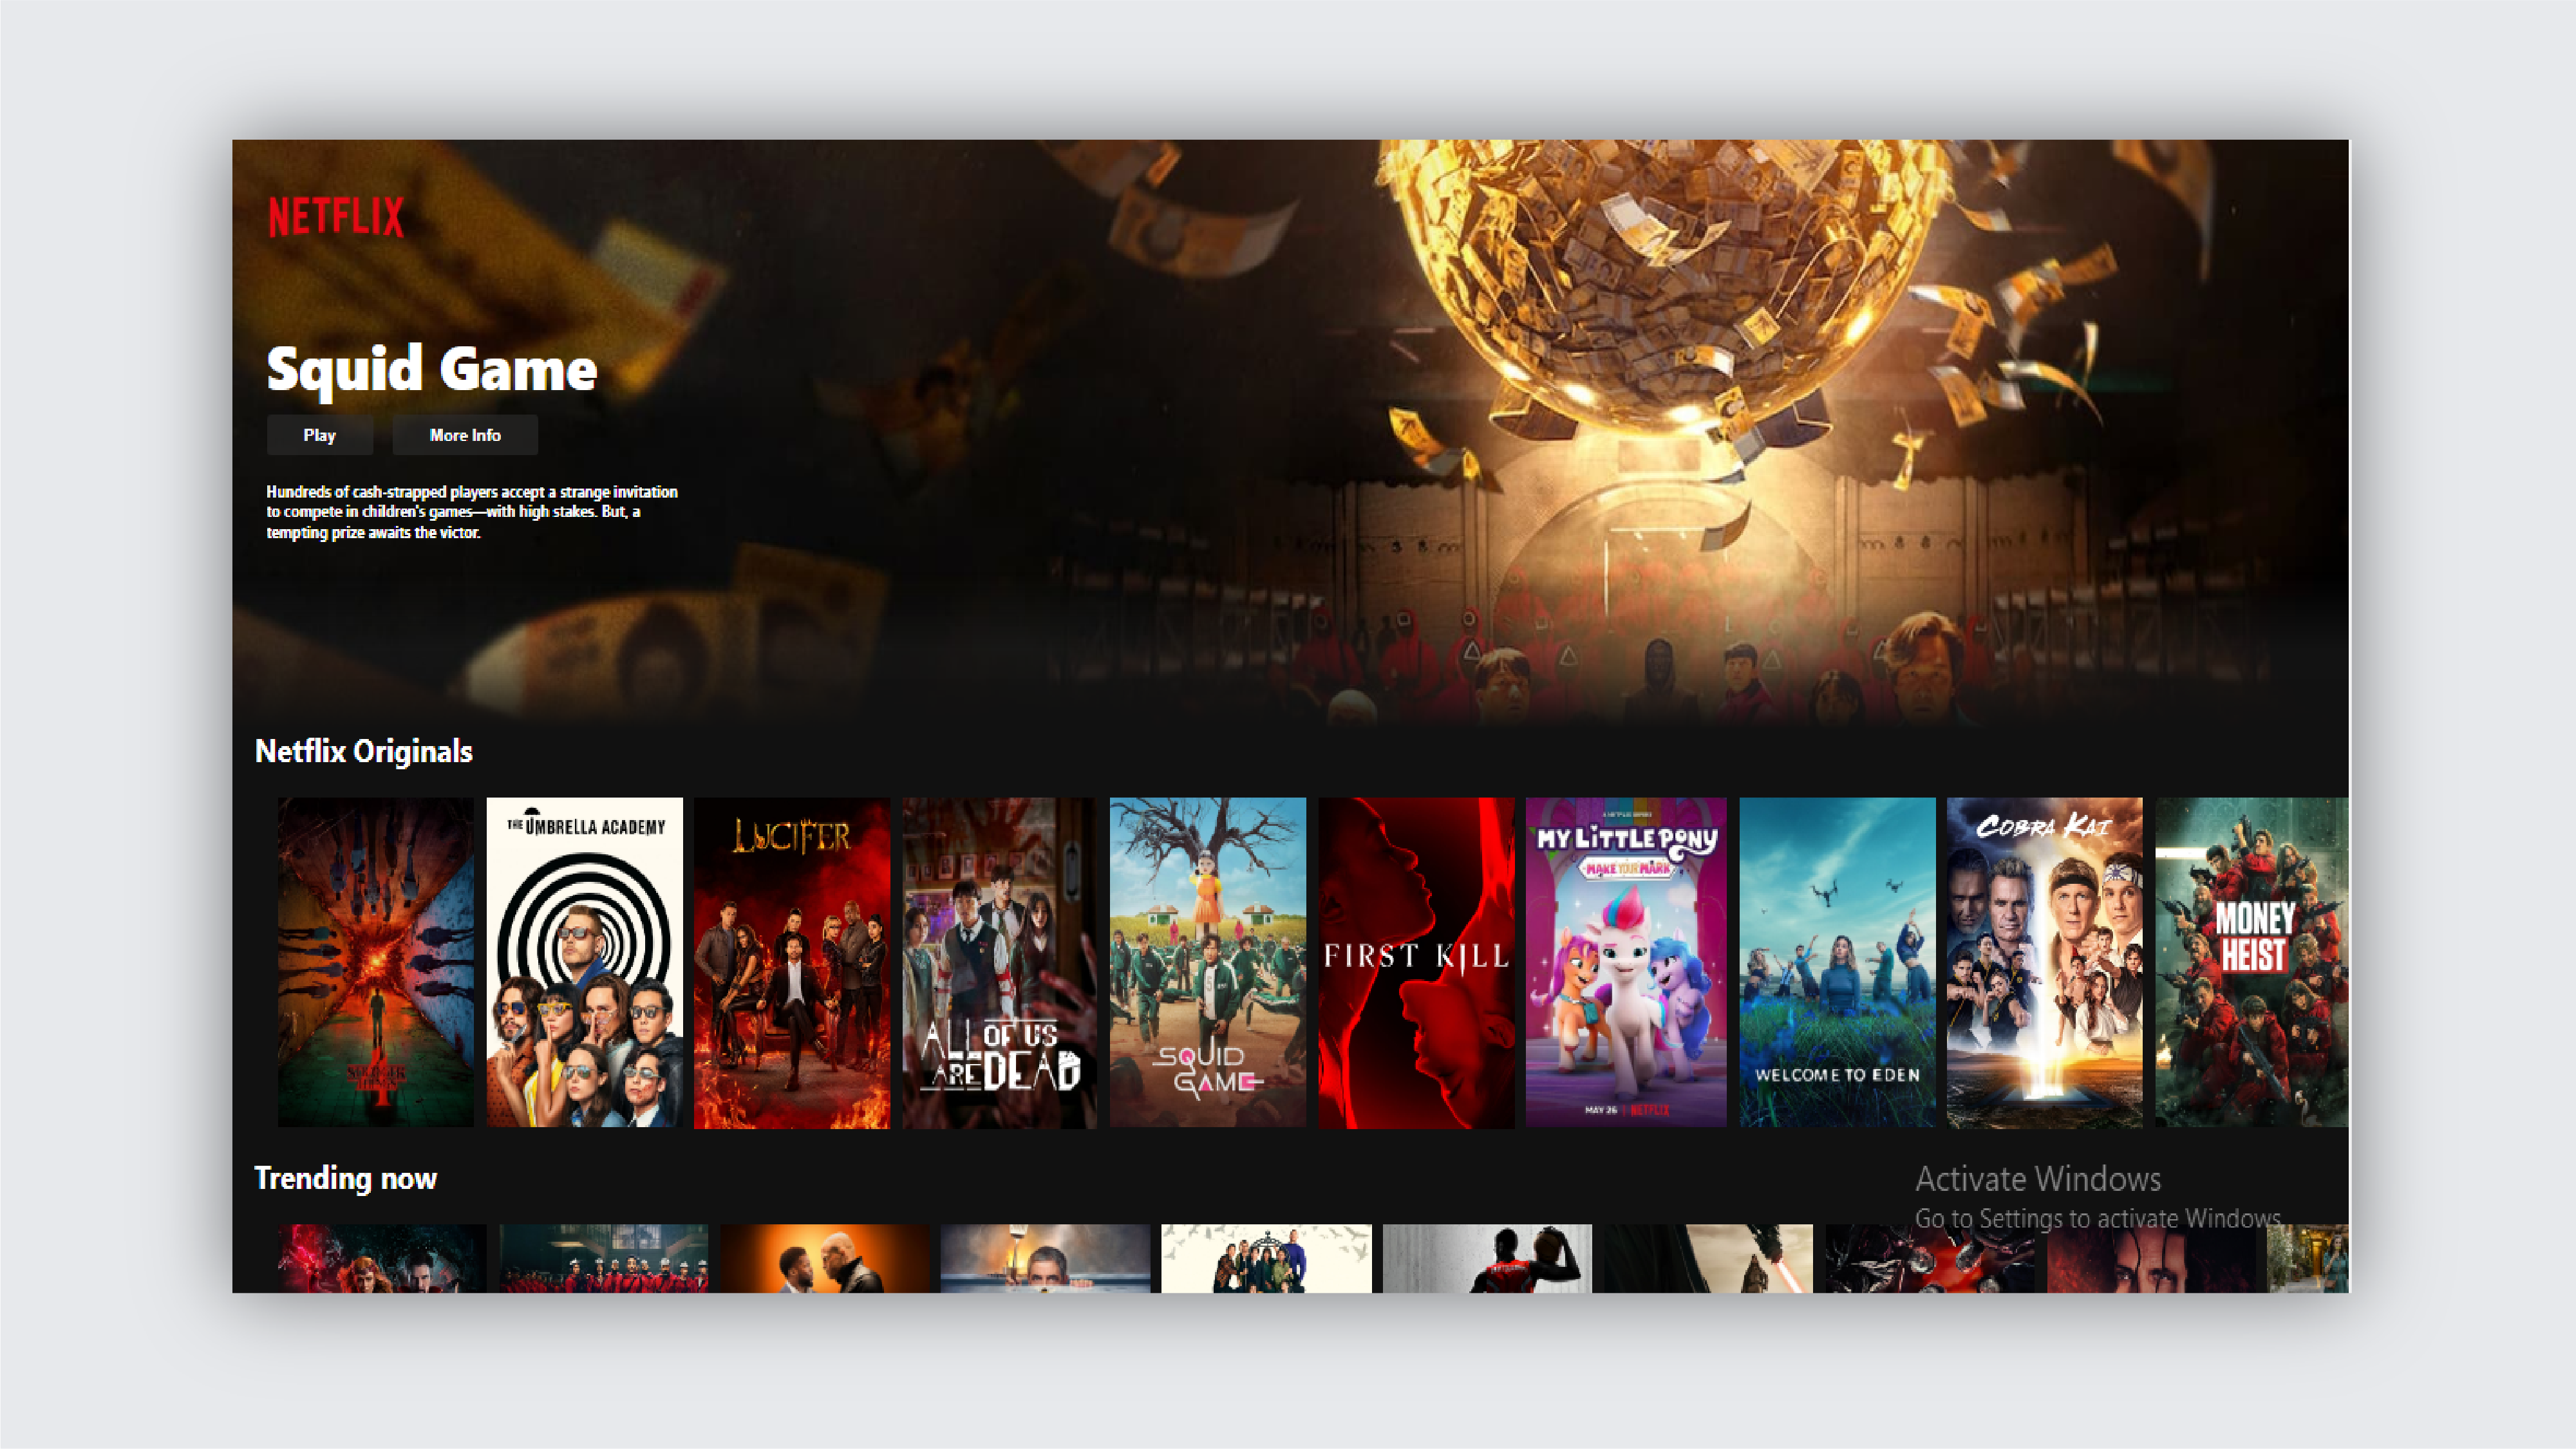 NETFLIX
Squid Game
Play
More Info
Hundreds of cash-strapped players accept a strange invitation
to compete in children's games—with high stakes. But, a
tempting prize awaits the victor.
Netflix Originals
STRANGER
THINGS
4
THE UMBRELLA ACADEMY
LUCIFER
ALL OF US
ARE DEAD
SQUID
GAME
FIRST KILL
A NETFLIX SERIES
MY LITTLE PONY
MAKE YOUR MARK
MAY 26 | NETFLIX
WELCOME TO EDEN
COBRA KAI
MONEY
HEIST
Trending now
Activate Windows
Go to Settings to activate Windows.